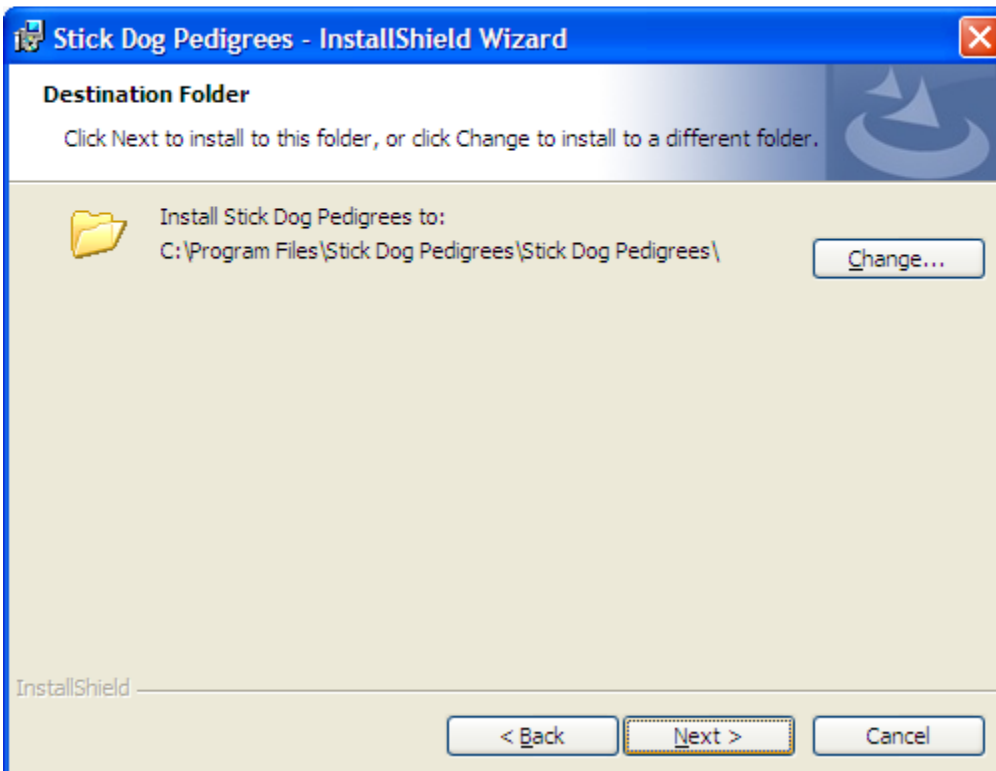 Stick Dog Pedigrees - InstallShield Wizard
Destination Folder
Click Next to install to this folder, or click Change to install to a different folder.
Install Stick Dog Pedigrees to:
C:\Program Files\Stick Dog Pedigrees\Stick Dog Pedigrees\
Change...
InstallShield
< Back
Next >
Cancel